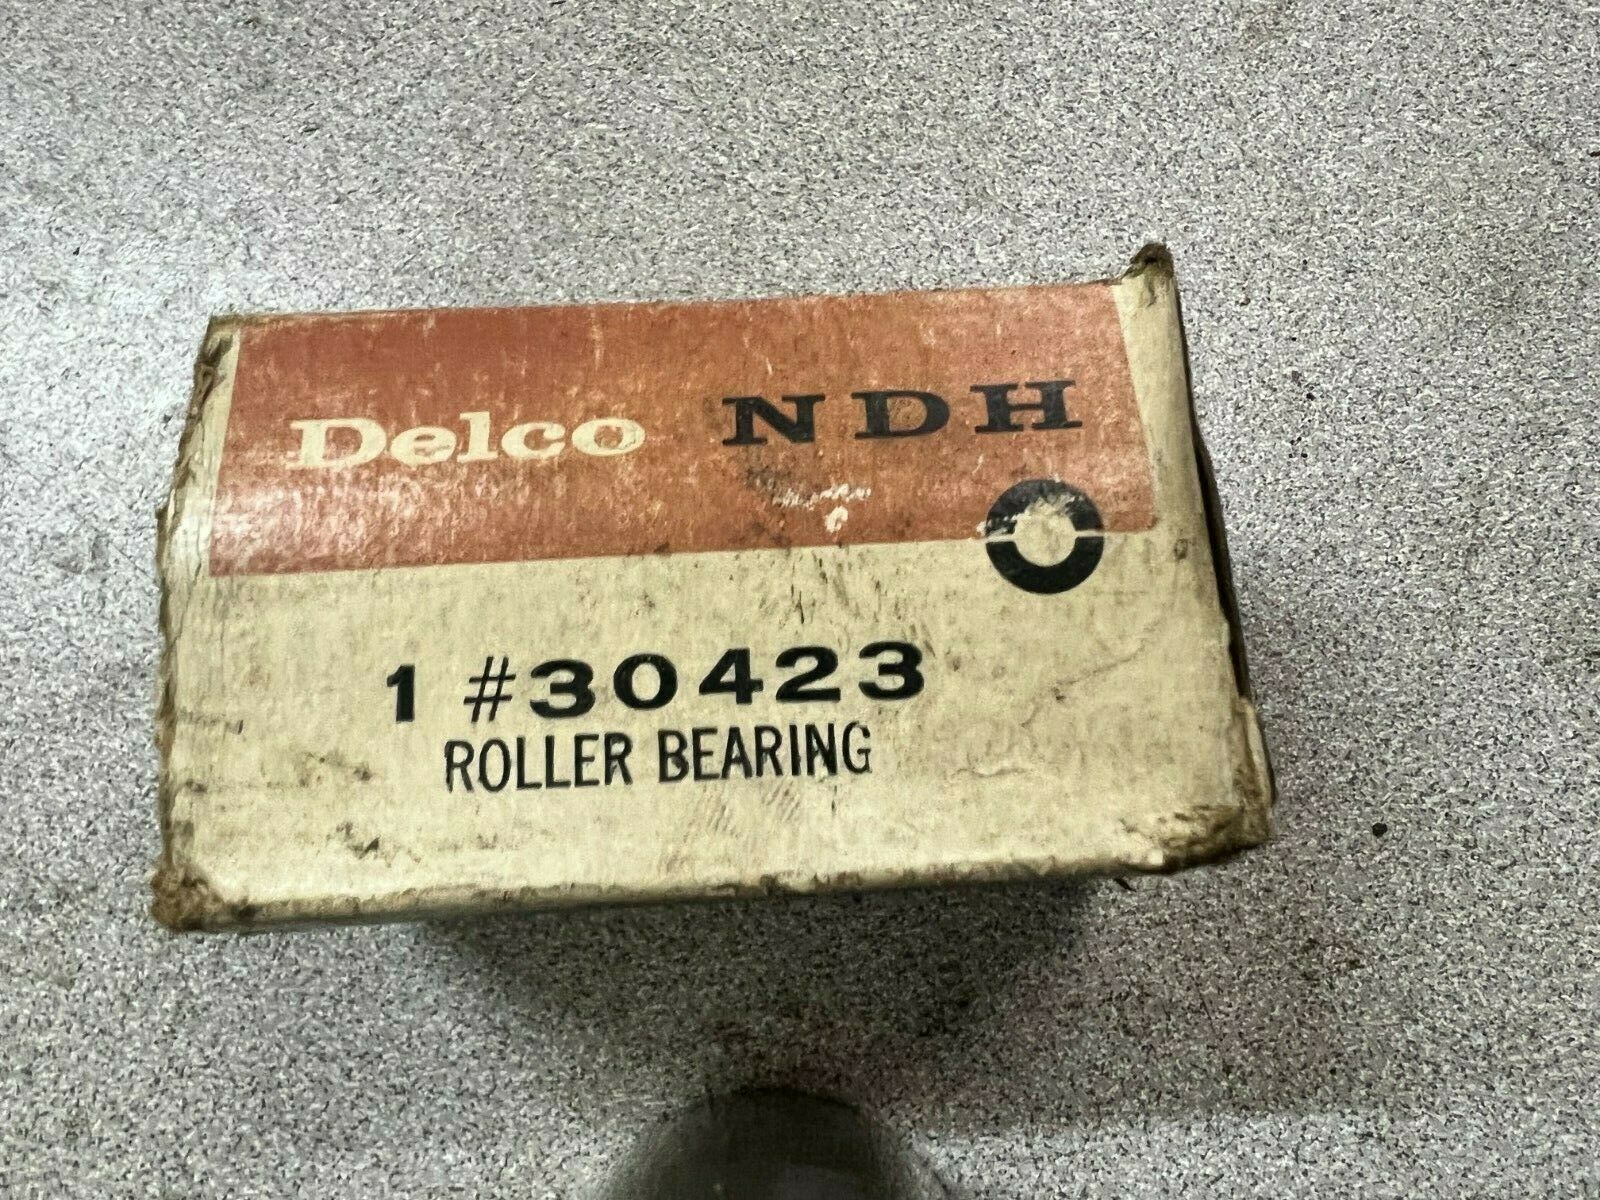 Delco NDH
1 #30423
ROLLER BEARING